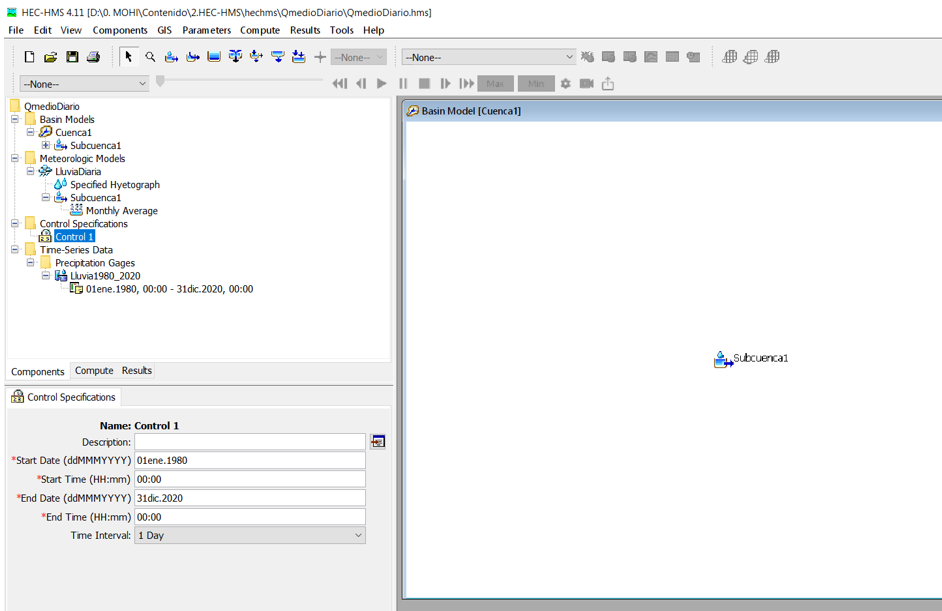 HEC-HMS 4.11 [D:\0. MOHI\Contenido\2.HEC-HMS\hechms\QmedioDiario\QmedioDiario.hms]
File Edit View Components GIS Parameters Compute Results Tools Help
--None-- --None--
--None-- Max Min
QmedioDiario
Basin Models
Cuenca1
Subcuenca1
Meteorologic Models
LluviaDiaria
Specified Hyetograph
Subcuenca1
Monthly Average
Control Specifications
Control 1
Time-Series Data
Precipitation Gages
Lluvia1980_2020
01ene.1980, 00:00 - 31dic.2020, 00:00
Components Compute Results
Control Specifications
Name: Control 1
Description:
*Start Date (ddMMMYYYY) 01ene.1980
*Start Time (HH:mm) 00:00
*End Date (ddMMMYYYY) 31dic.2020
*End Time (HH:mm) 00:00
Time Interval: 1 Day
Basin Model [Cuenca1]
Subcuenca1